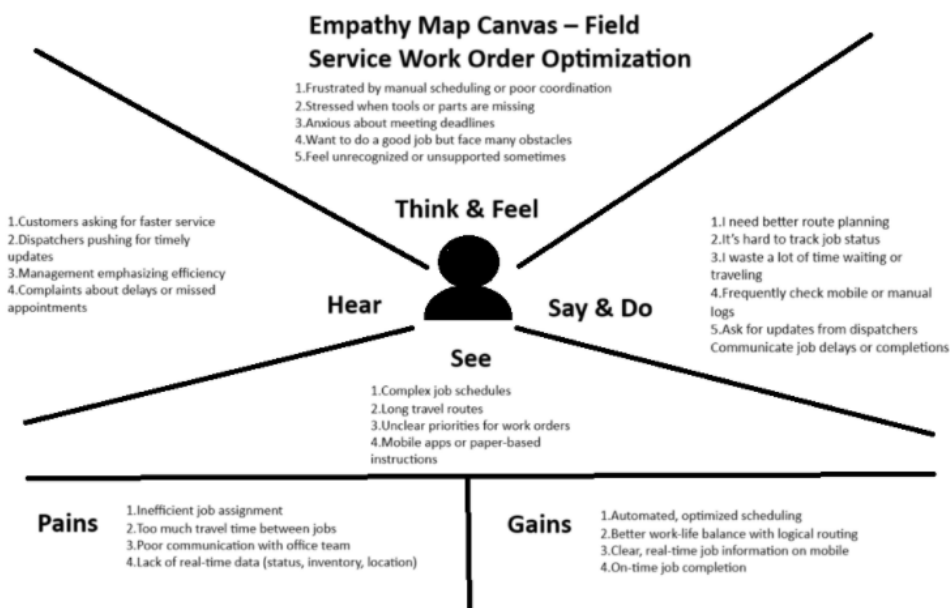 Empathy Map Canvas – Field
Service Work Order Optimization
1.Frustrated by manual scheduling or poor coordination
2.Stressed when tools or parts are missing
3.Anxious about meeting deadlines
4.Want to do a good job but face many obstacles
5.Feel unrecognized or unsupported sometimes
Think & Feel
1.Customers asking for faster service
2.Dispatchers pushing for timely
updates
3.Management emphasizing efficiency
4.Complaints about delays or missed
appointments
Hear
Say & Do
1.I need better route planning
2.It's hard to track job status
3.I waste a lot of time waiting or
traveling
4.Frequently check mobile or manual
logs
5.Ask for updates from dispatchers
Communicate job delays or completions
See
1.Complex job schedules
2.Long travel routes
3.Unclear priorities for work orders
4.Mobile apps or paper-based
instructions
Pains
1.Inefficient job assignment
2.Too much travel time between jobs
3.Poor communication with office team
4.Lack of real-time data (status, inventory, location)
Gains
1.Automated, optimized scheduling
2.Better work-life balance with logical routing
3.Clear, real-time job information on mobile
4.On-time job completion